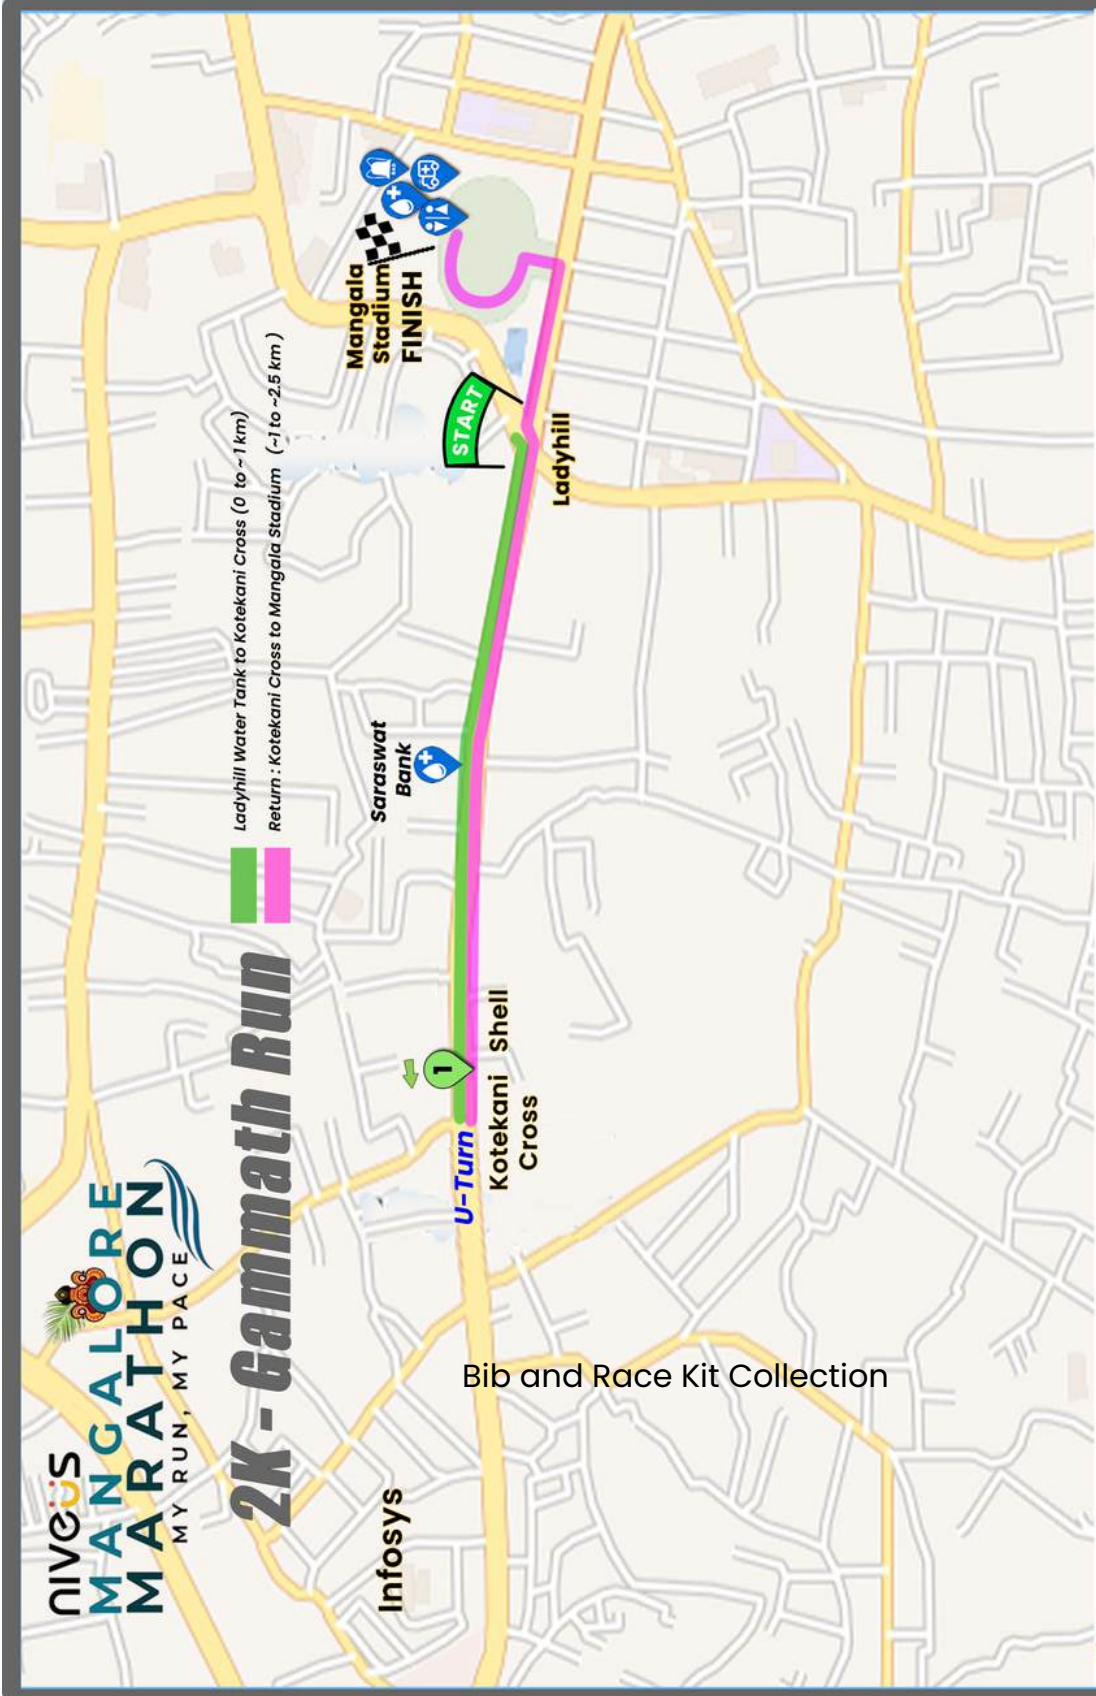 niveus
MANGALORE
MARATHON
MY RUN, MY PACE
2K - Gammath Run
Ladyhill Water Tank to Kotekani Cross (0 to ~1 km)
Return : Kotekani Cross to Mangala Stadium (~1 to ~2.5 km )
Infosys
U-Turn
1
Kotekani Shell
Cross
Saraswat
Bank
START
Ladyhill
Mangala
Stadium
FINISH
Bib and Race Kit Collection